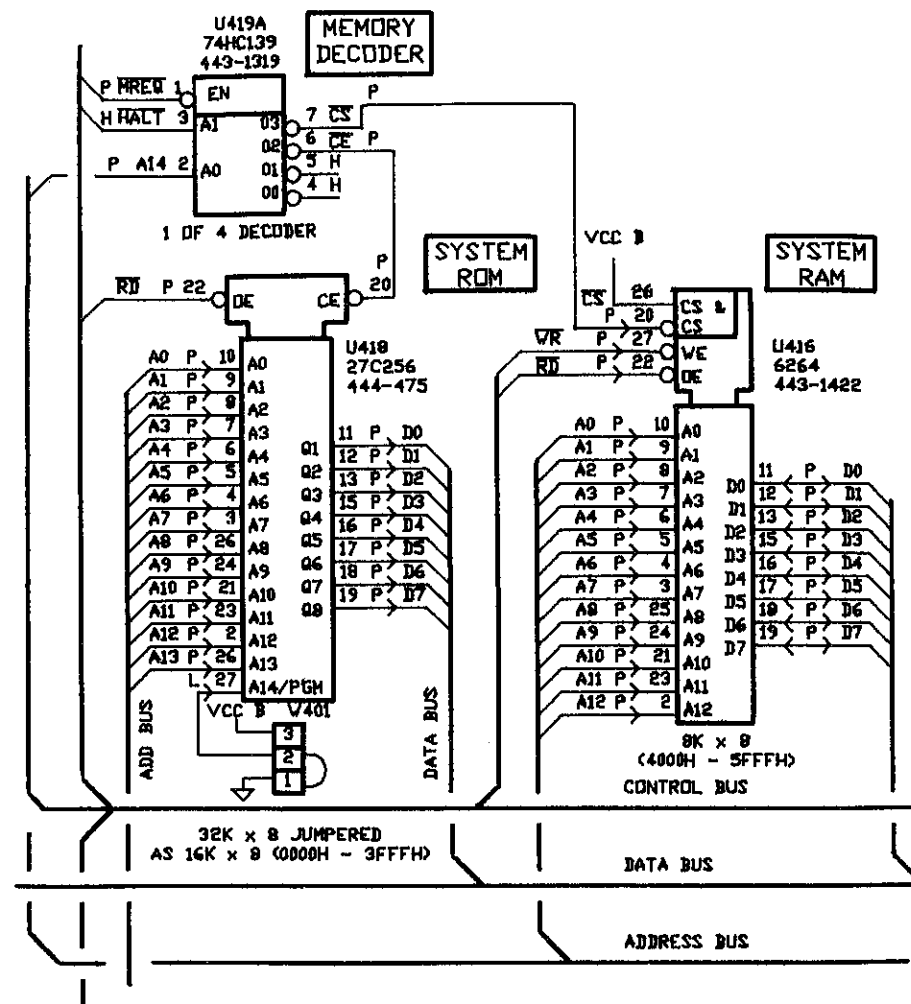 U419A
74HC139
443-1319
MEMORY
DECODER
P MREQ 1
EN
H HALT 3
A1
P A14 2
A0
O3
7 CS
P
O2
6 CE
P
O1
5 H
O0
4 H
1 OF 4 DECODER
SYSTEM
ROM
VCC B
SYSTEM
RAM
RD P 22
OE
CE
20
P
CS
26
CS &
P 20
CS
WR P 27
WE
RD P 22
OE
U418
27C256
444-475
U416
6264
443-1422
A0 P 10 A0
A1 P 9 A1
A2 P 8 A2
A3 P 7 A3
A4 P 6 A4
A5 P 5 A5
A6 P 4 A6
A7 P 3 A7
A8 P 26 A8
A9 P 24 A9
A10 P 21 A10
A11 P 23 A11
A12 P 2 A12
A13 P 26 A13
L 27 A14/PGM
Q1 11 P D0
Q2 12 P D1
Q3 13 P D2
Q4 15 P D3
Q5 16 P D4
Q6 17 P D5
Q7 18 P D6
Q8 19 P D7
A0 P 10 A0
A1 P 9 A1
A2 P 8 A2
A3 P 7 A3
A4 P 6 A4
A5 P 5 A5
A6 P 4 A6
A7 P 3 A7
A8 P 25 A8
A9 P 24 A9
A10 P 21 A10
A11 P 23 A11
A12 P 2 A12
D0 11 P D0
D1 12 P D1
D2 13 P D2
D3 15 P D3
D4 16 P D4
D5 17 P D5
D6 18 P D6
D7 19 P D7
VCC B W401
3
2
1
ADD BUS
DATA BUS
8K x 8
(4000H - 5FFFH)
CONTROL BUS
32K x 8 JUMPERED
AS 16K x 8 (0000H - 3FFFH)
DATA BUS
ADDRESS BUS